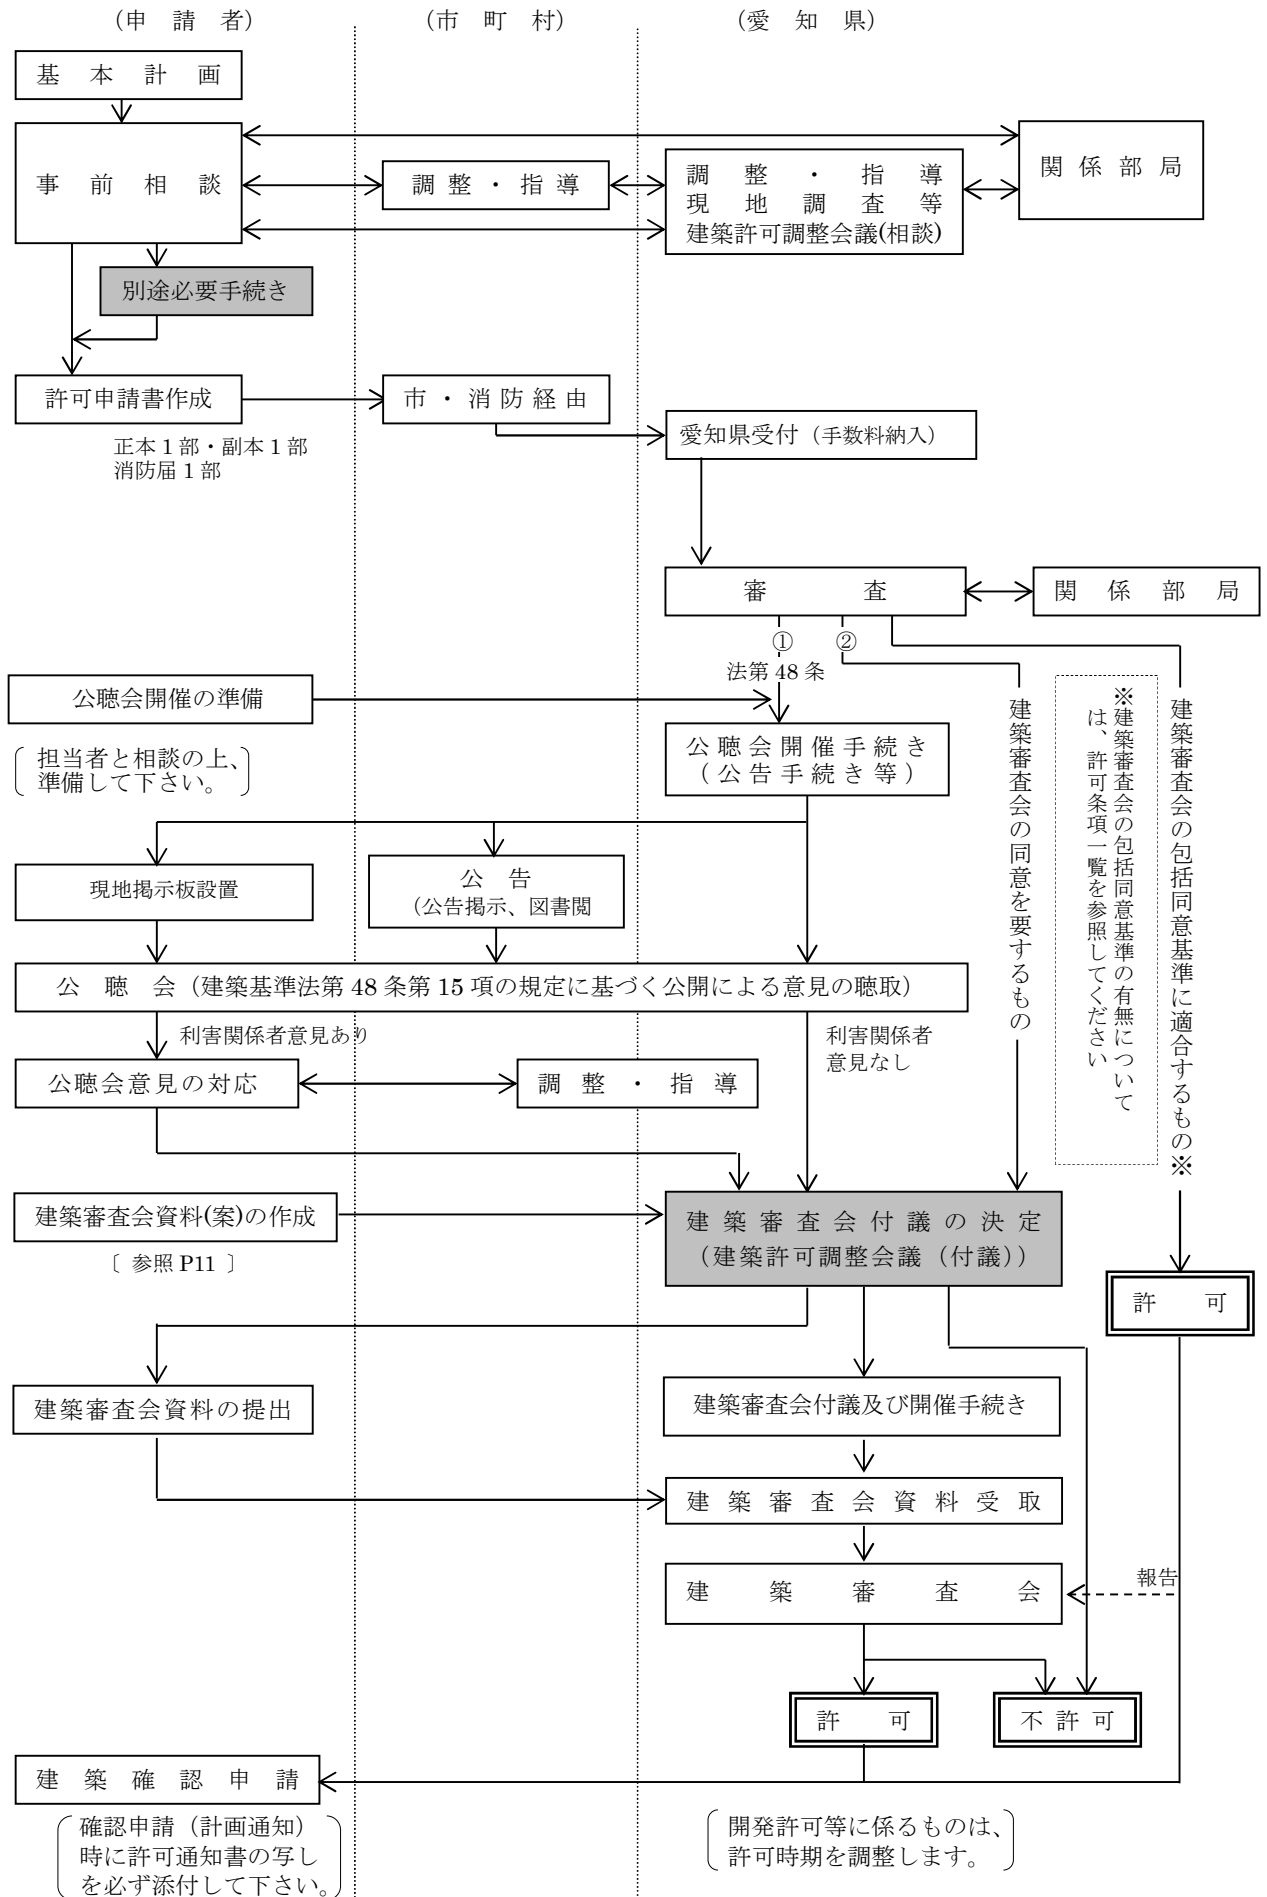 （申　請　者）
（市　町　村）
（愛　知　県）
基　本　計　画
事　前　相　談
調 整 ・ 指 導
調　整　・　指　導
現　地　調　査　等
建築許可調整会議(相談)
関 係 部 局
別途必要手続き
許可申請書作成
市 ・ 消 防 経 由
正本 1 部・副本 1 部
消防届 1 部
愛知県受付（手数料納入）
審　　査
関　係　部　局
①
②
法第 48 条
公聴会開催の準備
担当者と相談の上、
準備して下さい。
公 聴 会 開 催 手 続 き
（ 公 告 手 続 き 等 ）
建築審査会の同意を要するもの
※建築審査会の包括同意基準の有無について
は、許可条項一覧を参照してください
建築審査会の包括同意基準に適合するもの※
現地掲示板設置
公　告
（公告掲示、図書閲
公　聴　会（建築基準法第 48 条第 15 項の規定に基づく公開による意見の聴取）
利害関係者意見あり
利害関係者
意見なし
公聴会意見の対応
調　整　・　指　導
建築審査会資料(案)の作成
〔 参照 P11 〕
建 築 審 査 会 付 議 の 決 定
（建築許可調整会議（付議））
許　可
建築審査会資料の提出
建築審査会付議及び開催手続き
建 築 審 査 会 資 料 受 取
建　築　審　査　会
報告
許　可
不 許 可
建　築　確　認　申　請
確認申請（計画通知）
時に許可通知書の写し
を必ず添付して下さい。
開発許可等に係るものは、
許可時期を調整します。